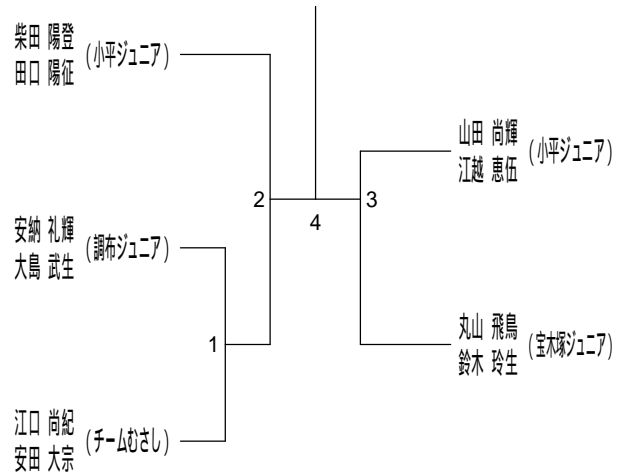 柴田 陽登
田口 陽征
(小平ジュニア)
安納 礼輝
大島 武生
(調布ジュニア)
江口 尚紀
安田 大宗
(チームむさし)
山田 尚輝
江越 恵伍
(小平ジュニア)
丸山 飛鳥
鈴木 玲生
(宝木塚ジュニア)
1
2
3
4